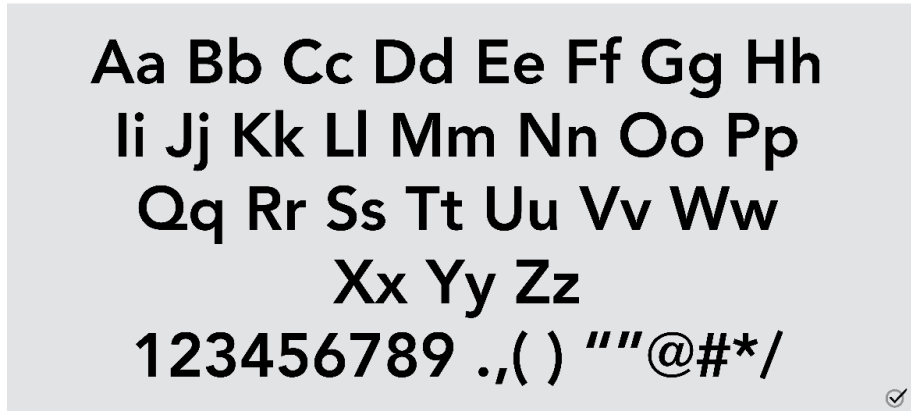 Aa Bb Cc Dd Ee Ff Gg Hh
Ii Jj Kk Ll Mm Nn Oo Pp
Qq Rr Ss Tt Uu Vv Ww
Xx Yy Zz
123456789 .,( ) “”@#*/